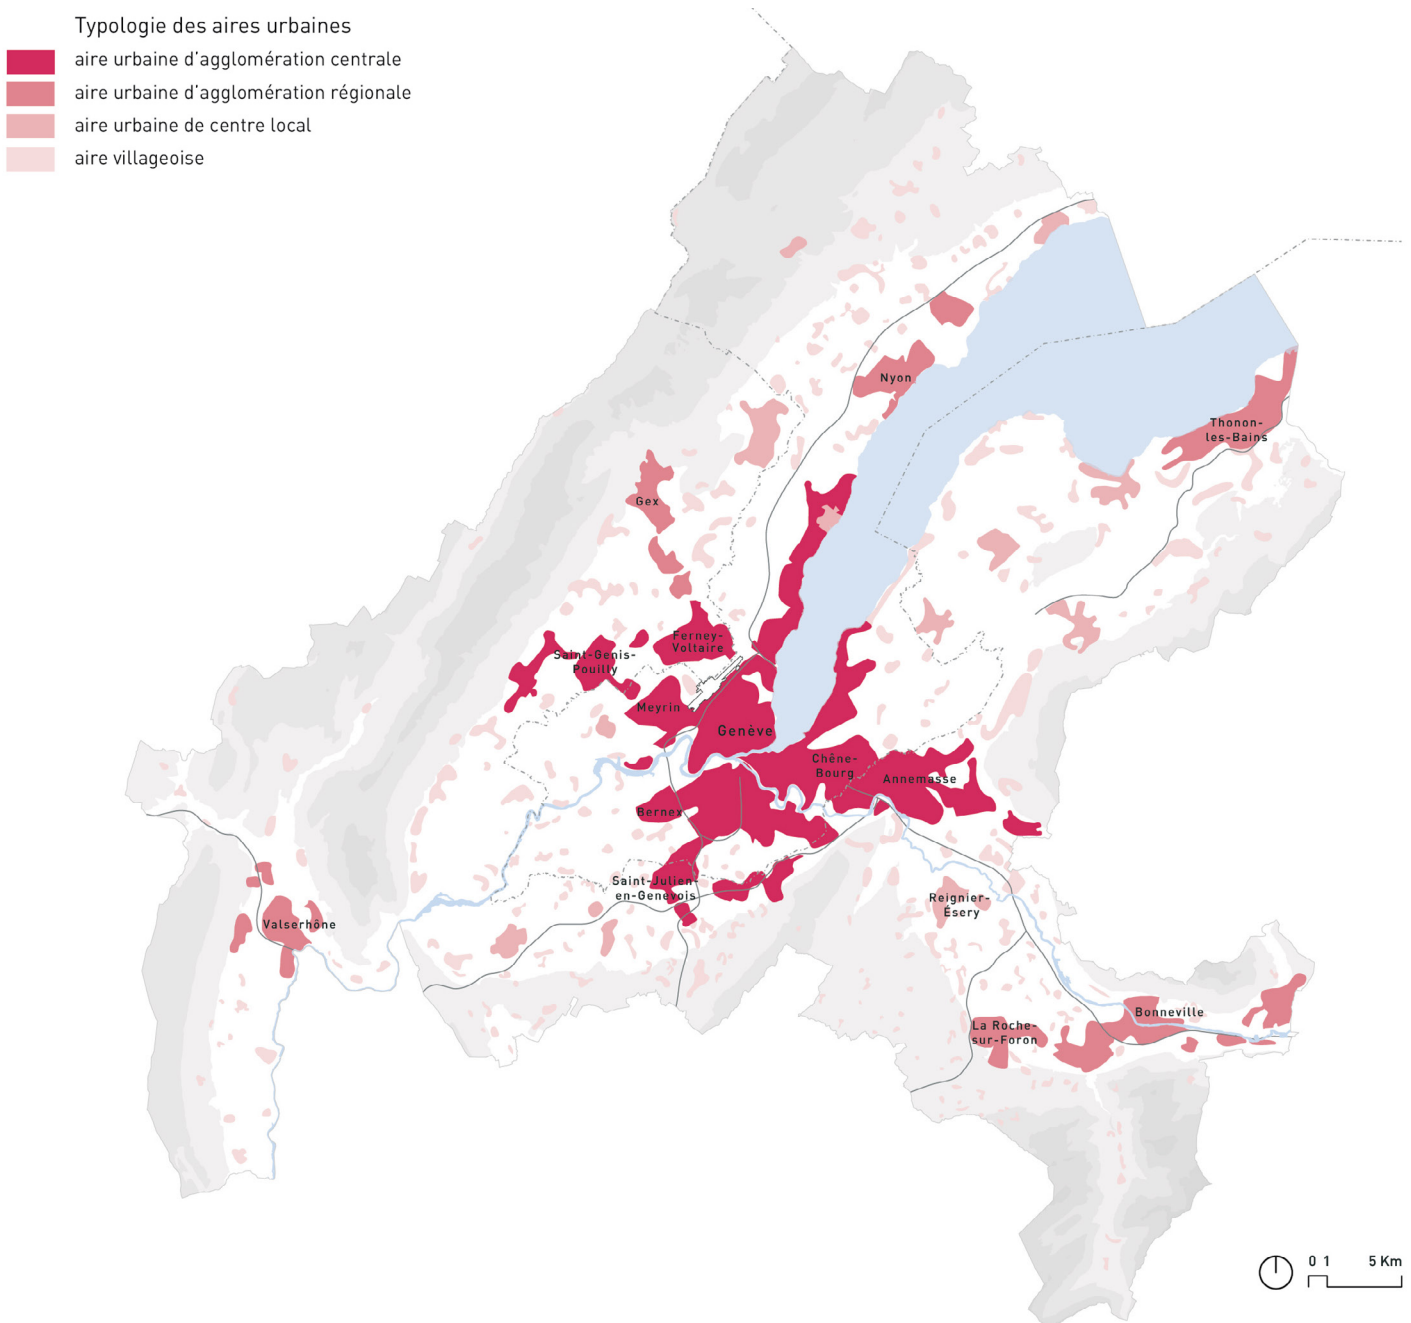 Typologie des aires urbaines
aire urbaine d'agglomération centrale
aire urbaine d'agglomération régionale
aire urbaine de centre local
aire villageoise
Nyon
Thonon-
les-Bains
Gex
Ferney-
Voltaire
Saint-Genis-
Pouilly
Meyrin
Genève
Chêne-
Bourg
Annemasse
Bernex
Saint-Julien-
en-Genevois
Reignier-
Ésery
Valserhône
Bonneville
La Roche-
sur-Foron
0 1 5 Km